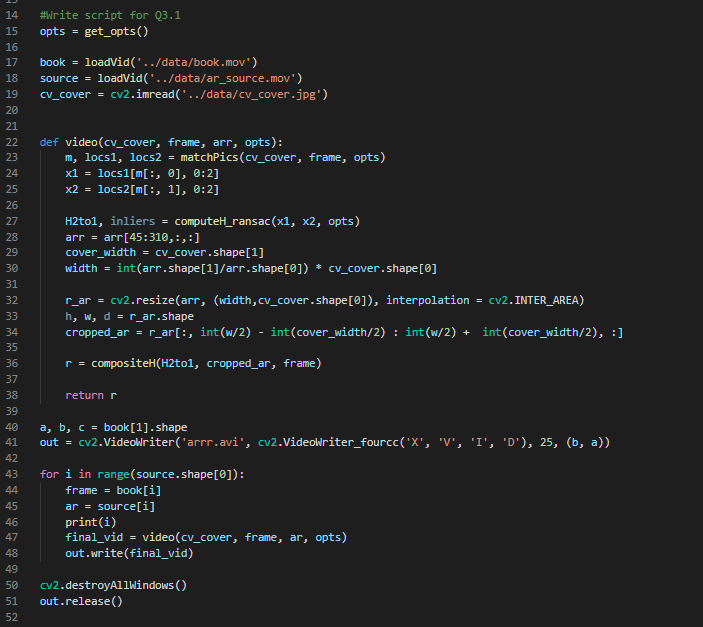 14 #Write script for Q3.1
15 opts = get_opts()
16
17 book = loadVid('../data/book.mov')
18 source = loadVid('../data/ar_source.mov')
19 cv_cover = cv2.imread('../data/cv_cover.jpg')
20
21
22 def video(cv_cover, frame, arr, opts):
23     m, locs1, locs2 = matchPics(cv_cover, frame, opts)
24     x1 = locs1[m[:, 0], 0:2]
25     x2 = locs2[m[:, 1], 0:2]
26
27     H2to1, inliers = computeH_ransac(x1, x2, opts)
28     arr = arr[45:310,:,:]
29     cover_width = cv_cover.shape[1]
30     width = int(arr.shape[1]/arr.shape[0]) * cv_cover.shape[0]
31
32     r_ar = cv2.resize(arr, (width,cv_cover.shape[0]), interpolation = cv2.INTER_AREA)
33     h, w, d = r_ar.shape
34     cropped_ar = r_ar[:, int(w/2) - int(cover_width/2) : int(w/2) +  int(cover_width/2), :]
35
36     r = compositeH(H2to1, cropped_ar, frame)
37
38     return r
39
40 a, b, c = book[1].shape
41 out = cv2.VideoWriter('arrr.avi', cv2.VideoWriter_fourcc('X', 'V', 'I', 'D'), 25, (b, a))
42
43 for i in range(source.shape[0]):
44     frame = book[i]
45     ar = source[i]
46     print(i)
47     final_vid = video(cv_cover, frame, ar, opts)
48     out.write(final_vid)
49
50 cv2.destroyAllWindows()
51 out.release()
52